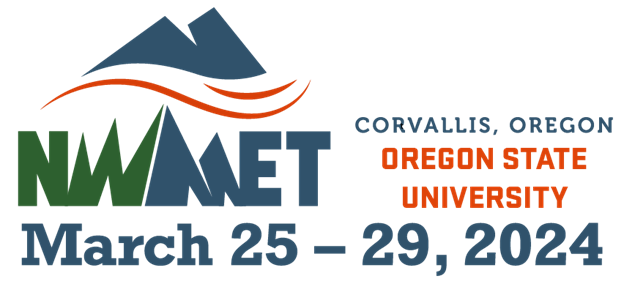 NWMET
CORVALLIS, OREGON
OREGON STATE
UNIVERSITY
March 25 – 29, 2024